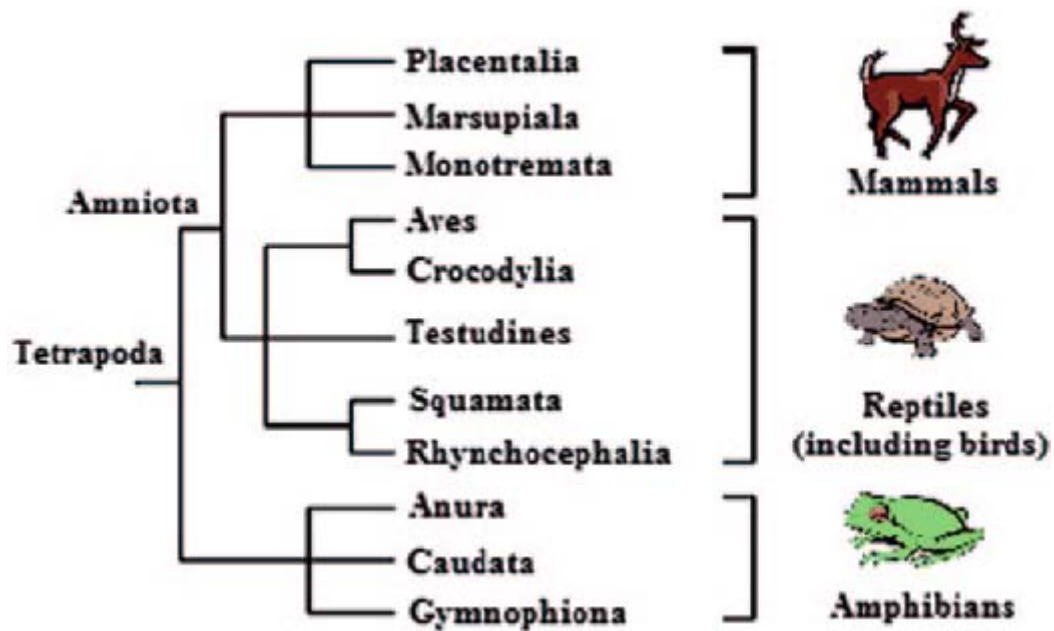 Placentalia
Marsupiala
Monotremata
Mammals
Amniota
Aves
Crocodylia
Testudines
Tetrapoda
Squamata
Rhynchocephalia
Reptiles
(including birds)
Anura
Caudata
Gymnophiona
Amphibians